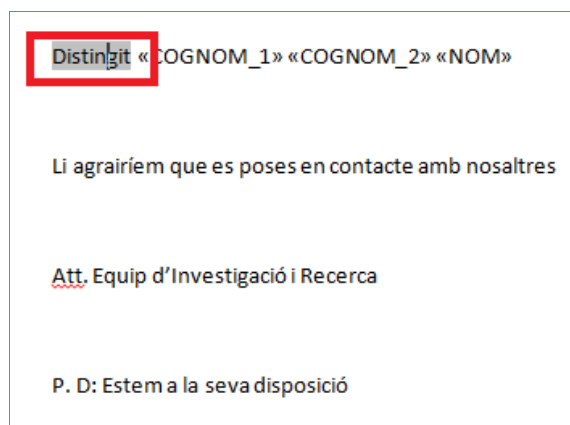 Distingit «COGNOM_1» «COGNOM_2» «NOM»
Li agrairíem que es poses en contacte amb nosaltres
Att. Equip d’Investigació i Recerca
P. D: Estem a la seva disposició